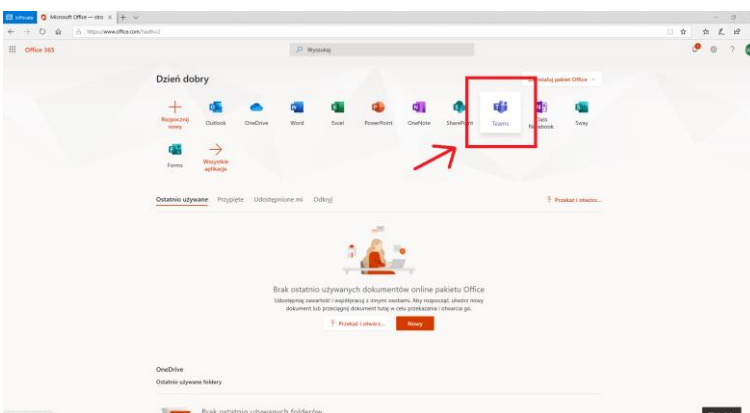 InPrivate
Microsoft Office — stro
https://www.office.com/?auth=2
Office 365
Wyszukaj
Dzień dobry
Zainstaluj pakiet Office
Rozpocznij nowy
Outlook
OneDrive
Word
Excel
PowerPoint
OneNote
SharePoint
Teams
Class Notebook
Sway
Forms
Wszystkie aplikacje
Ostatnio używane
Przypięte
Udostępnione mi
Odkryj
Przekaż i otwórz...
Brak ostatnio używanych dokumentów online pakietu Office
Udostępniaj zawartość i współpracuj z innymi osobami. Aby rozpocząć, utwórz nowy
dokument lub przeciągnij dokument tutaj w celu przekazania i otwarcia go.
Przekaż i otwórz...
Nowy
OneDrive
Ostatnio używane foldery
Brak ostatnio używanych folderów